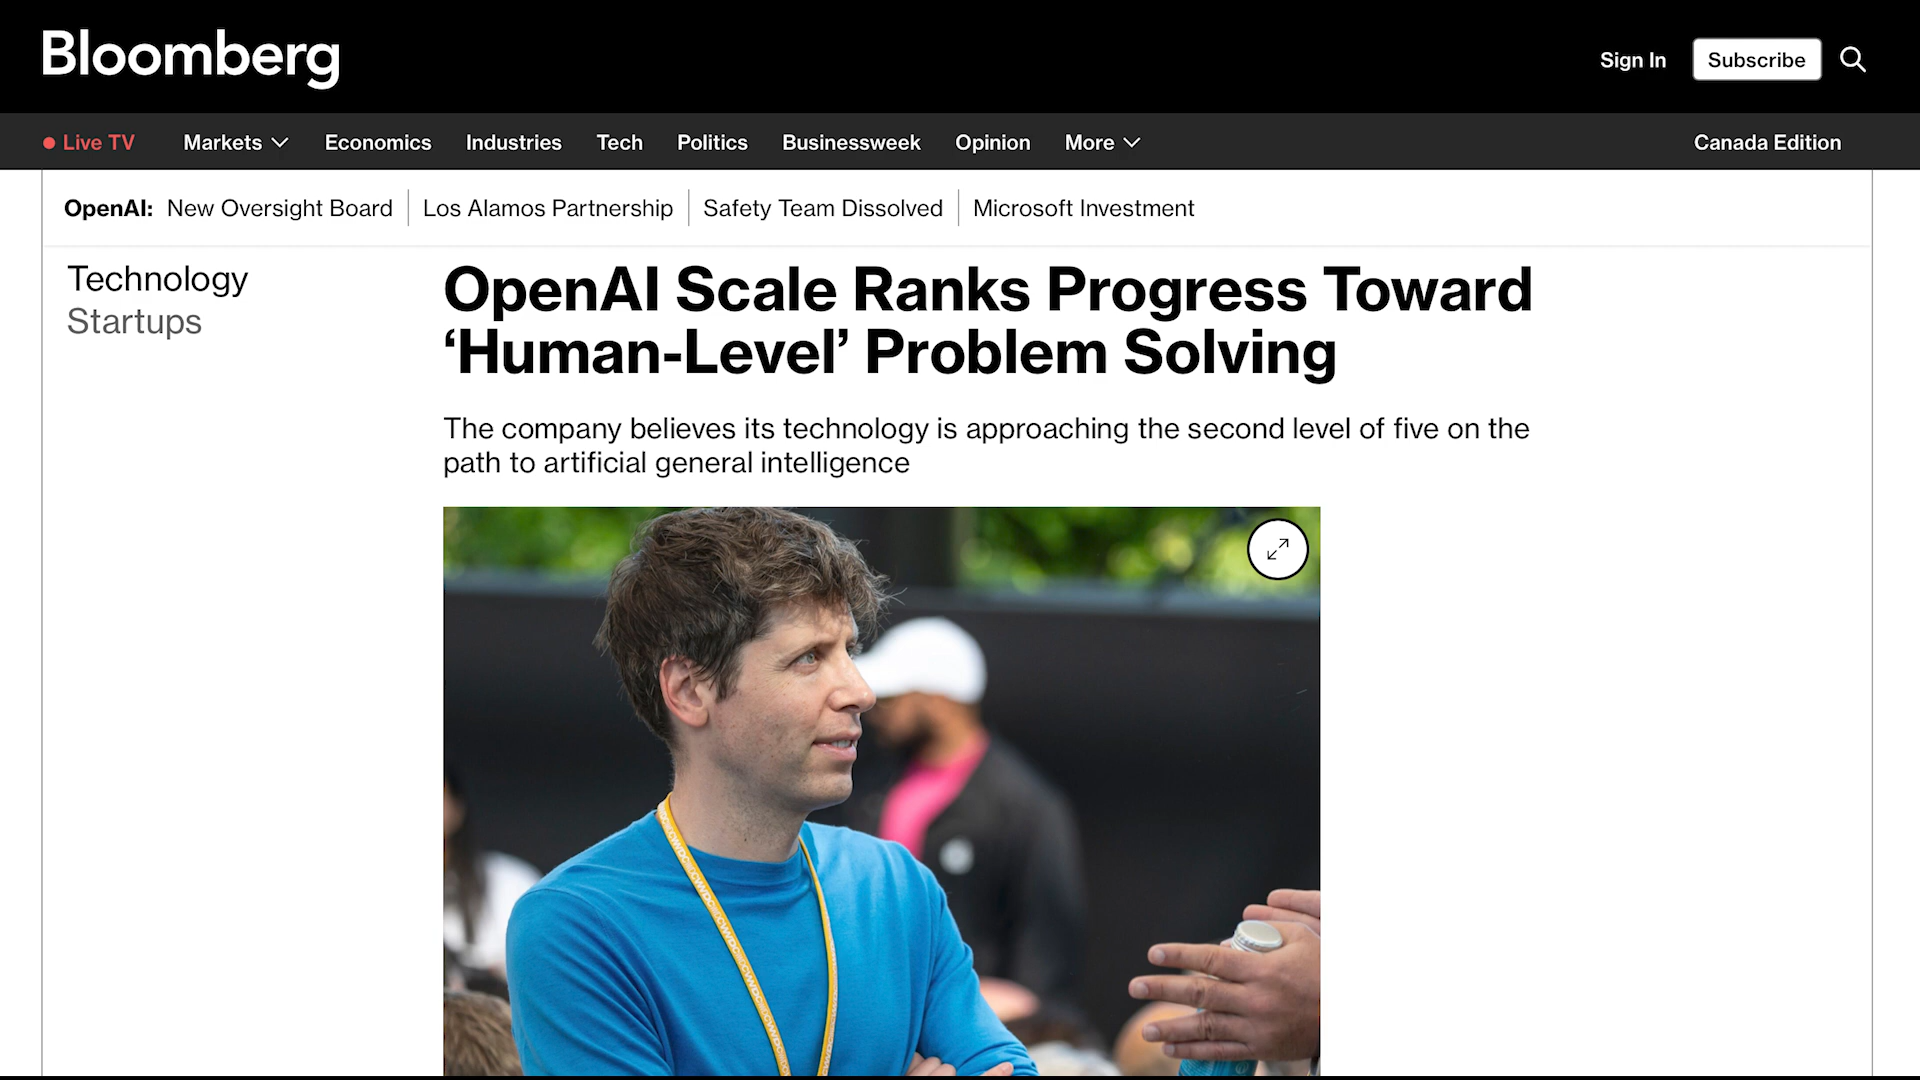 Bloomberg
Sign In
Subscribe
Live TV
Markets
Economics
Industries
Tech
Politics
Businessweek
Opinion
More
Canada Edition
OpenAI: New Oversight Board
Los Alamos Partnership
Safety Team Dissolved
Microsoft Investment
Technology
Startups
OpenAI Scale Ranks Progress Toward
‘Human-Level’ Problem Solving
The company believes its technology is approaching the second level of five on the
path to artificial general intelligence